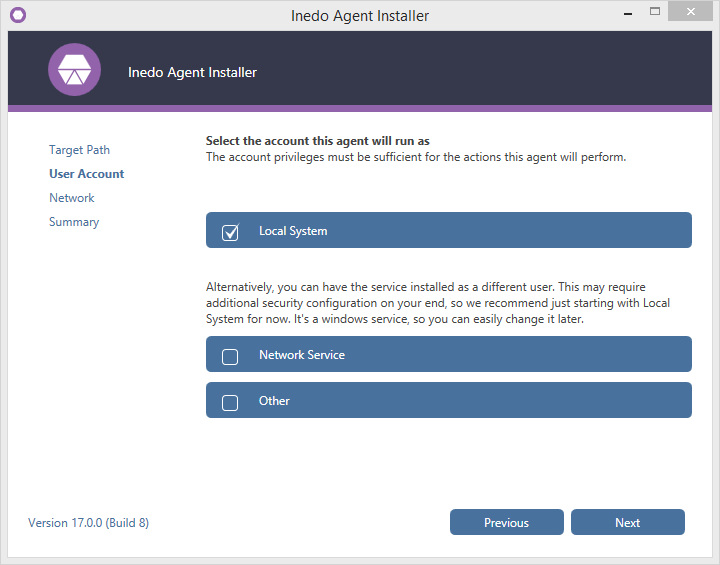 Inedo Agent Installer
Inedo Agent Installer
Target Path
User Account
Network
Summary
Select the account this agent will run as
The account privileges must be sufficient for the actions this agent will perform.
Local System
Alternatively, you can have the service installed as a different user. This may require
additional security configuration on your end, so we recommend just starting with Local
System for now. It's a windows service, so you can easily change it later.
Network Service
Other
Version 17.0.0 (Build 8)
Previous
Next